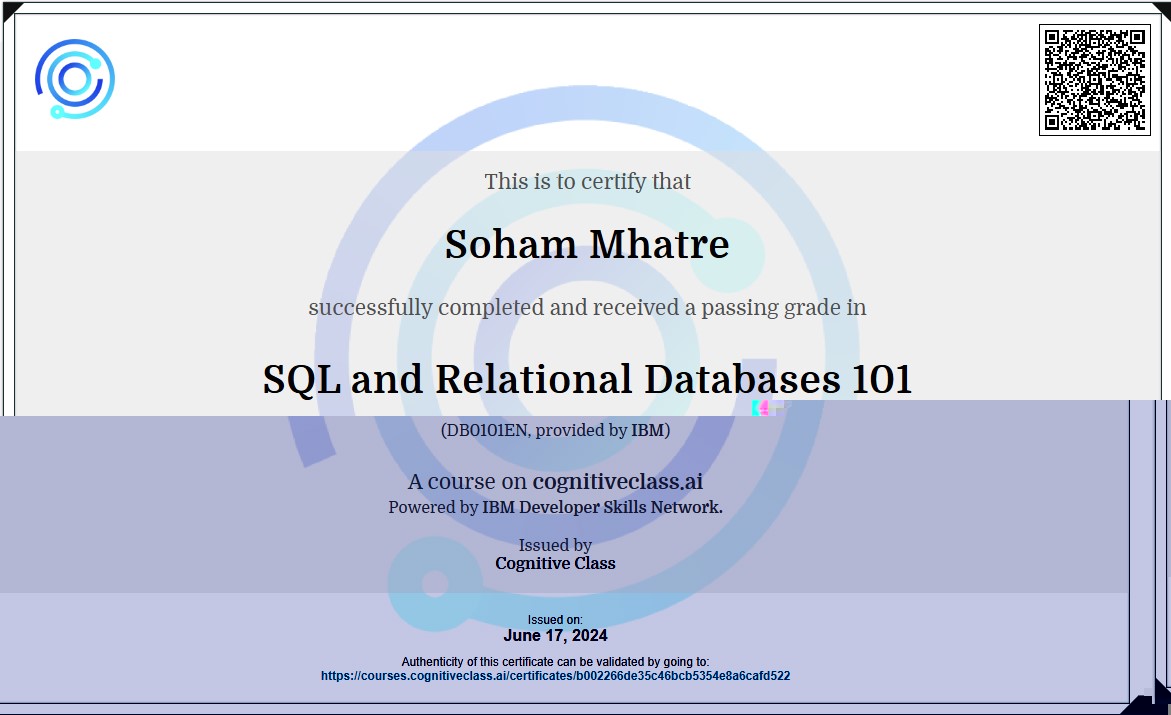 This is to certify that
Soham Mhatre
successfully completed and received a passing grade in
SQL and Relational Databases 101
(DB0101EN, provided by IBM)
A course on cognitiveclass.ai
Powered by IBM Developer Skills Network.
Issued by
Cognitive Class
Issued on:
June 17, 2024
Authenticity of this certificate can be validated by going to:
https://courses.cognitiveclass.ai/certificates/b002266de35c46bcb5354e8a6cafd522